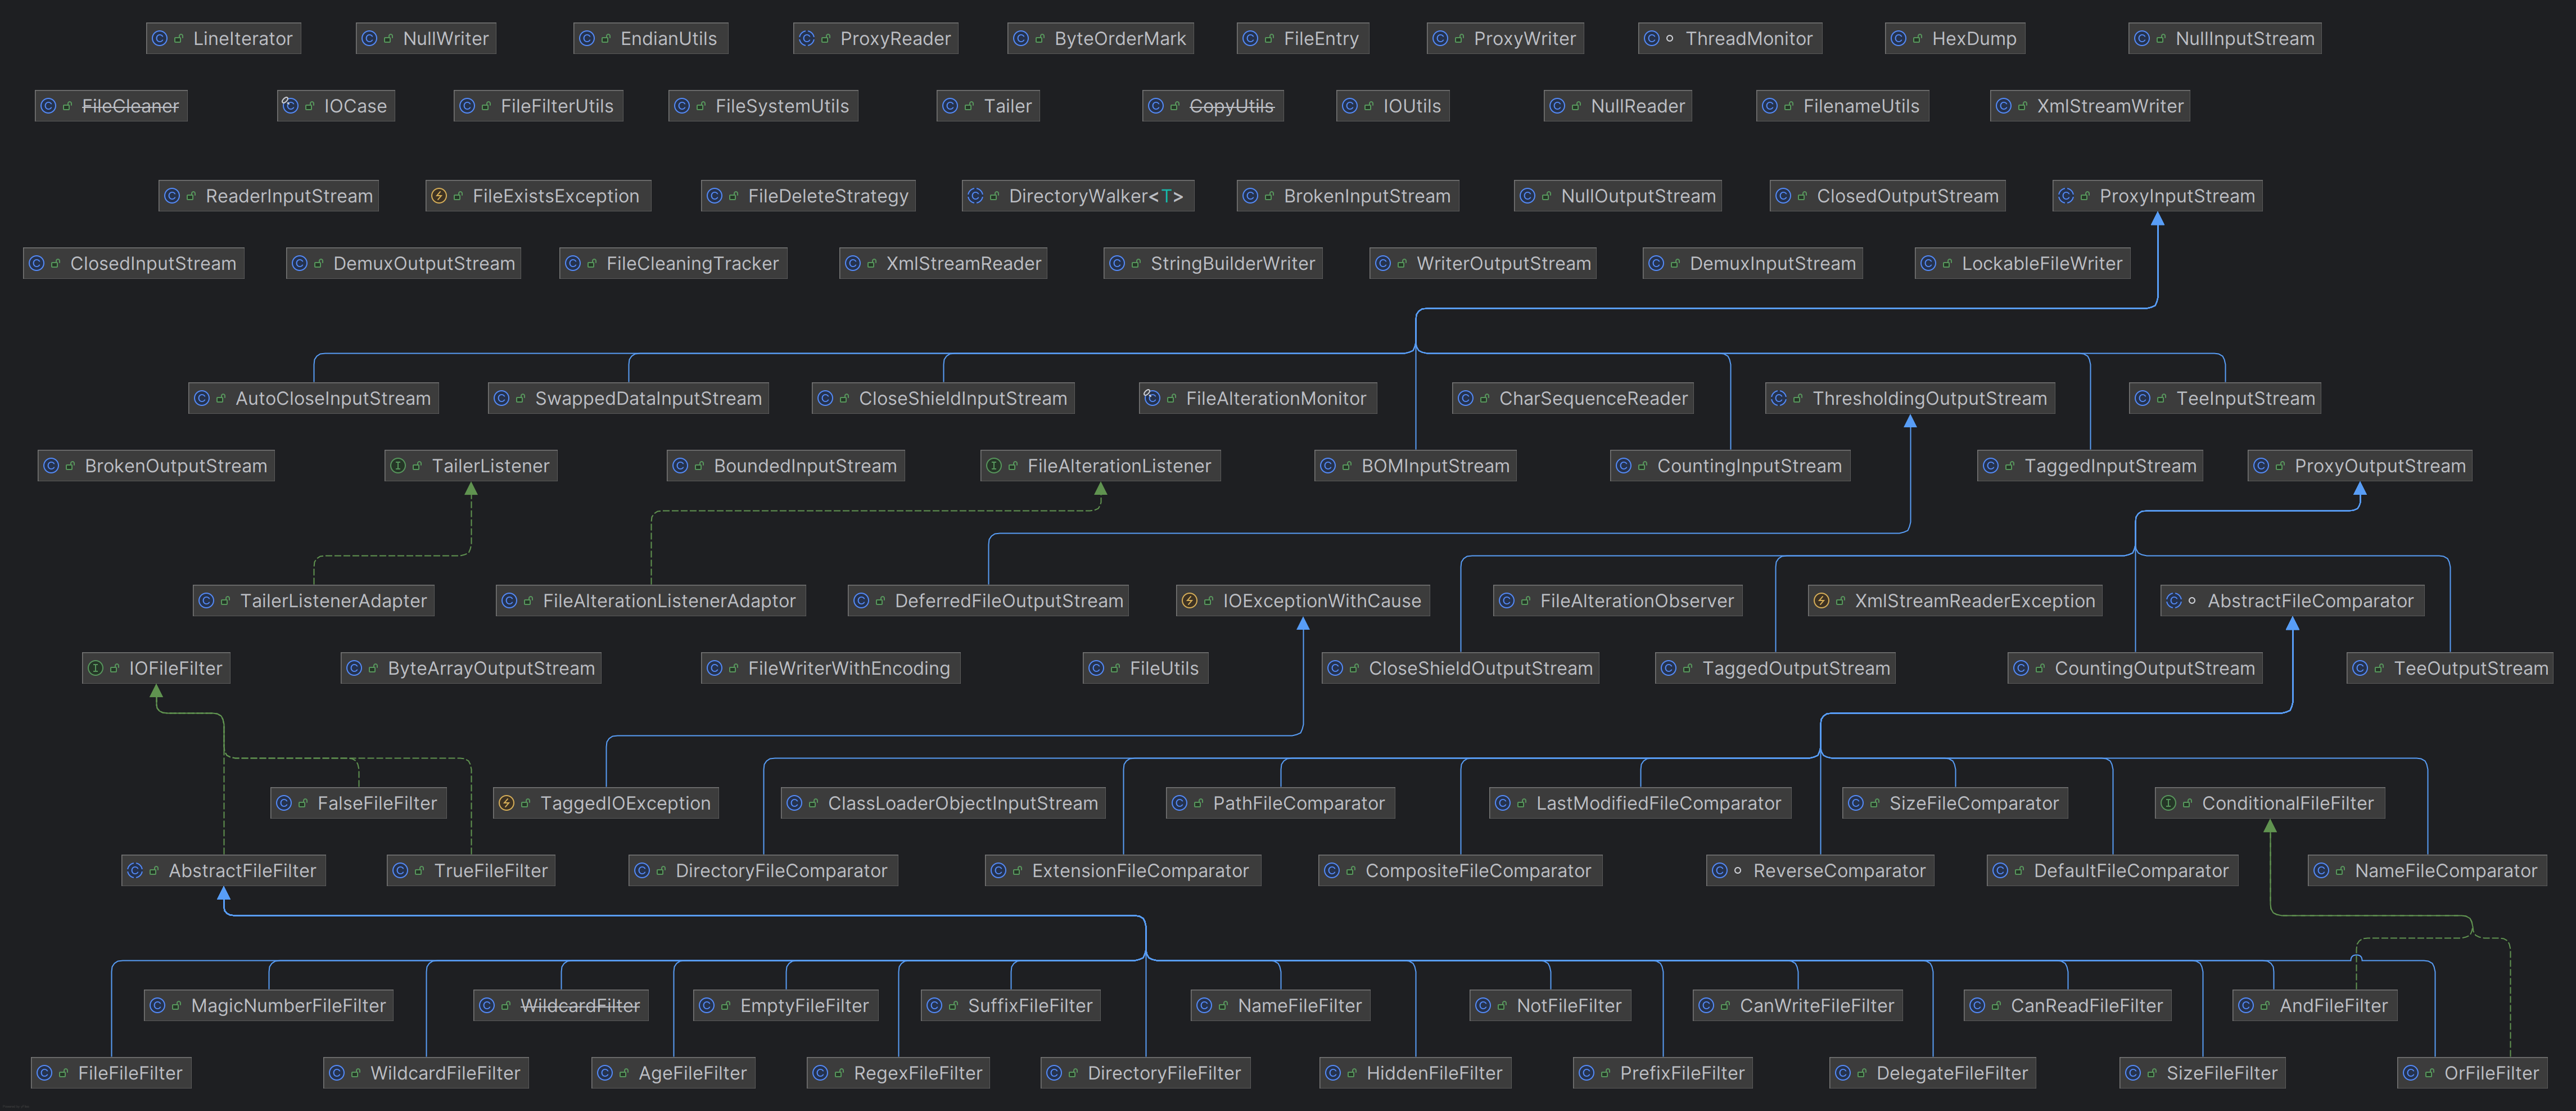 LineIterator
NullWriter
EndianUtils
ProxyReader
ByteOrderMark
FileEntry
ProxyWriter
ThreadMonitor
HexDump
NullInputStream
FileCleaner
IOCase
FileFilterUtils
FileSystemUtils
Tailer
CopyUtils
IOUtils
NullReader
FilenameUtils
XmlStreamWriter
ReaderInputStream
FileExistsException
FileDeleteStrategy
DirectoryWalker<T>
BrokenInputStream
NullOutputStream
ClosedOutputStream
ProxyInputStream
ClosedInputStream
DemuxOutputStream
FileCleaningTracker
XmlStreamReader
StringBuilderWriter
WriterOutputStream
DemuxInputStream
LockableFileWriter
AutoCloseInputStream
SwappedDataInputStream
CloseShieldInputStream
FileAlterationMonitor
CharSequenceReader
ThresholdingOutputStream
TeeInputStream
BrokenOutputStream
TailerListener
BoundedInputStream
FileAlterationListener
BOMInputStream
CountingInputStream
TaggedInputStream
ProxyOutputStream
TailerListenerAdapter
FileAlterationListenerAdaptor
DeferredFileOutputStream
IOExceptionWithCause
FileAlterationObserver
XmlStreamReaderException
AbstractFileComparator
IOFileFilter
ByteArrayOutputStream
FileWriterWithEncoding
FileUtils
CloseShieldOutputStream
TaggedOutputStream
CountingOutputStream
TeeOutputStream
FalseFileFilter
TaggedIOException
ClassLoaderObjectInputStream
PathFileComparator
LastModifiedFileComparator
SizeFileComparator
ConditionalFileFilter
AbstractFileFilter
TrueFileFilter
DirectoryFileComparator
ExtensionFileComparator
CompositeFileComparator
ReverseComparator
DefaultFileComparator
NameFileComparator
MagicNumberFileFilter
WildcardFilter
EmptyFileFilter
SuffixFileFilter
NameFileFilter
NotFileFilter
CanWriteFileFilter
CanReadFileFilter
AndFileFilter
FileFileFilter
WildcardFileFilter
AgeFileFilter
RegexFileFilter
DirectoryFileFilter
HiddenFileFilter
PrefixFileFilter
DelegateFileFilter
SizeFileFilter
OrFileFilter